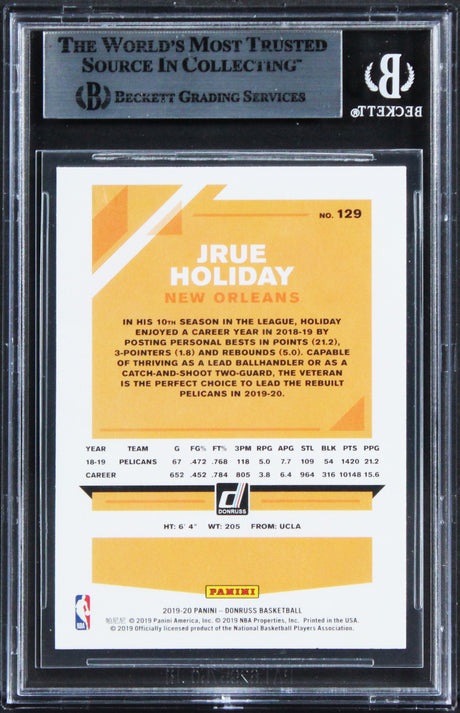 THE WORLD'S MOST TRUSTED
SOURCE IN COLLECTING™
B BECKETT GRADING SERVICES
B
BECKETT®
NO. 129
JRUE
HOLIDAY
NEW ORLEANS
IN HIS 10TH SEASON IN THE LEAGUE, HOLIDAY
ENJOYED A CAREER YEAR IN 2018-19 BY
POSTING PERSONAL BESTS IN POINTS (21.2),
3-POINTERS (1.8) AND REBOUNDS (5.0). CAPABLE
OF THRIVING AS A LEAD BALLHANDLER OR AS A
CATCH-AND-SHOOT TWO-GUARD, THE VETERAN
IS THE PERFECT CHOICE TO LEAD THE REBUILT
PELICANS IN 2019-20.
YEAR TEAM G FG% FT% 3PM RPG APG STL BLK PTS PPG
18-19 PELICANS 67 .472 .768 118 5.0 7.7 109 54 1420 21.2
CAREER 652 .452 .784 805 3.8 6.4 964 316 10148 15.6
D
DONRUSS
HT: 6' 4" WT: 205 FROM: UCLA
PANINI
NBA
2019-20 PANINI – DONRUSS BASKETBALL
帕尼尼 © 2019 Panini America, Inc. © 2019 NBA Properties, Inc. Printed in the USA.
© 2019 Officially licensed product of the National Basketball Players Association.